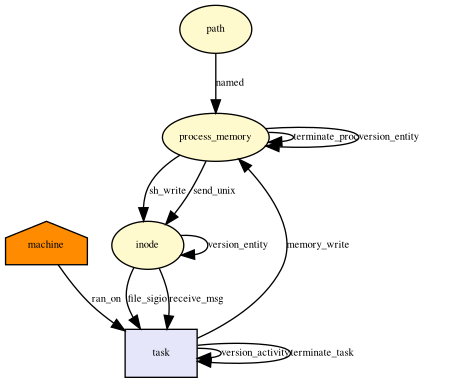 path
named
process_memory
terminate_proc
version_entity
sh_write
send_unix
machine
inode
version_entity
memory_write
ran_on
file_sigio
receive_msg
task
version_activity
terminate_task